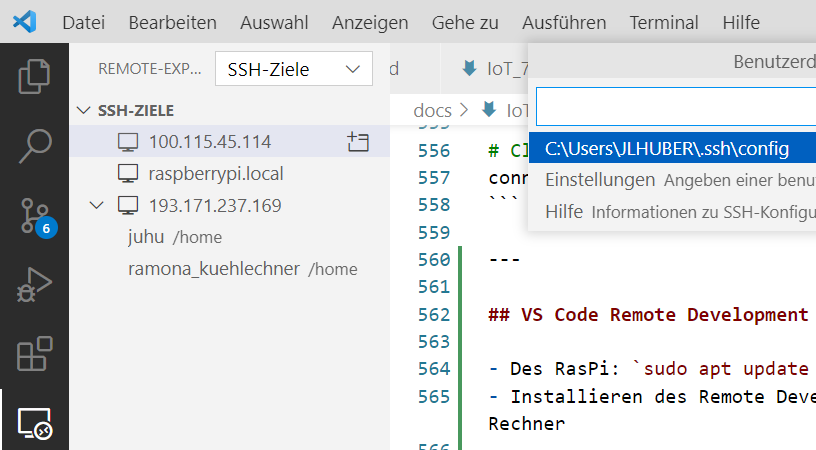 Datei Bearbeiten Auswahl Anzeigen Gehe zu Ausführen Terminal Hilfe
REMOTE-EXP... SSH-Ziele
SSH-ZIELE
100.115.45.114
raspberrypi.local
193.171.237.169
juhu /home
ramona_kuehlechner /home
6
d IoT_7
docs > IoT
Benutzerd
C:\Users\JLHUBER\.ssh\config
Einstellungen Angeben einer benu
Hilfe Informationen zu SSH-Konfigu
556 # Cl
557 conn
558 ```
559
560 ---
561
562 ## VS Code Remote Development
563
564 - Des RasPi: `sudo apt update
565 - Installieren des Remote Deve
Rechner